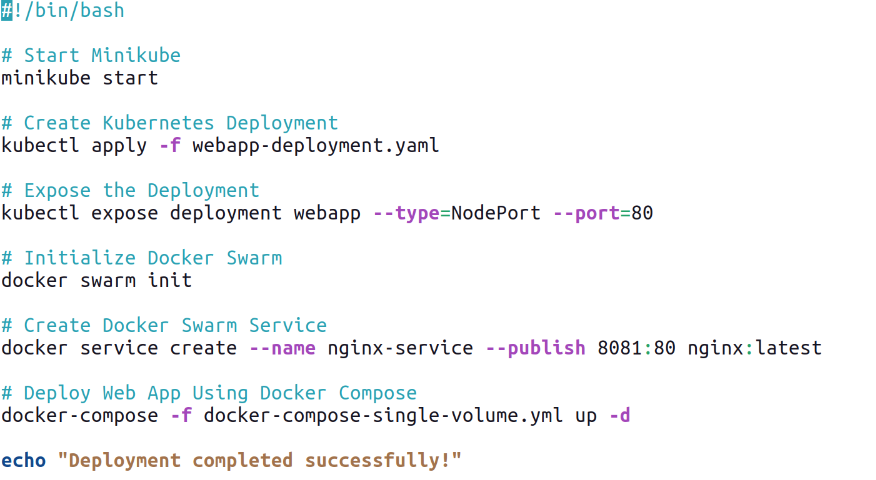 #!/bin/bash
# Start Minikube
minikube start
# Create Kubernetes Deployment
kubectl apply -f webapp-deployment.yaml
# Expose the Deployment
kubectl expose deployment webapp --type=NodePort --port=80
# Initialize Docker Swarm
docker swarm init
# Create Docker Swarm Service
docker service create --name nginx-service --publish 8081:80 nginx:latest
# Deploy Web App Using Docker Compose
docker-compose -f docker-compose-single-volume.yml up -d
echo "Deployment completed successfully!"